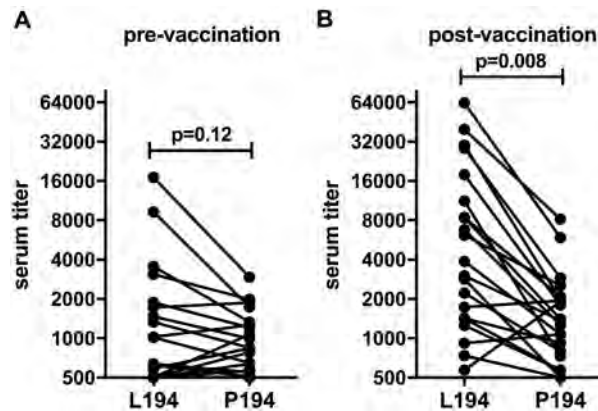 A
pre-vaccination
p=0.12
serum titer
64000
32000
16000
8000
4000
2000
1000
500
L194 P194
B
post-vaccination
p=0.008
serum titer
64000
32000
16000
8000
4000
2000
1000
500
L194 P194